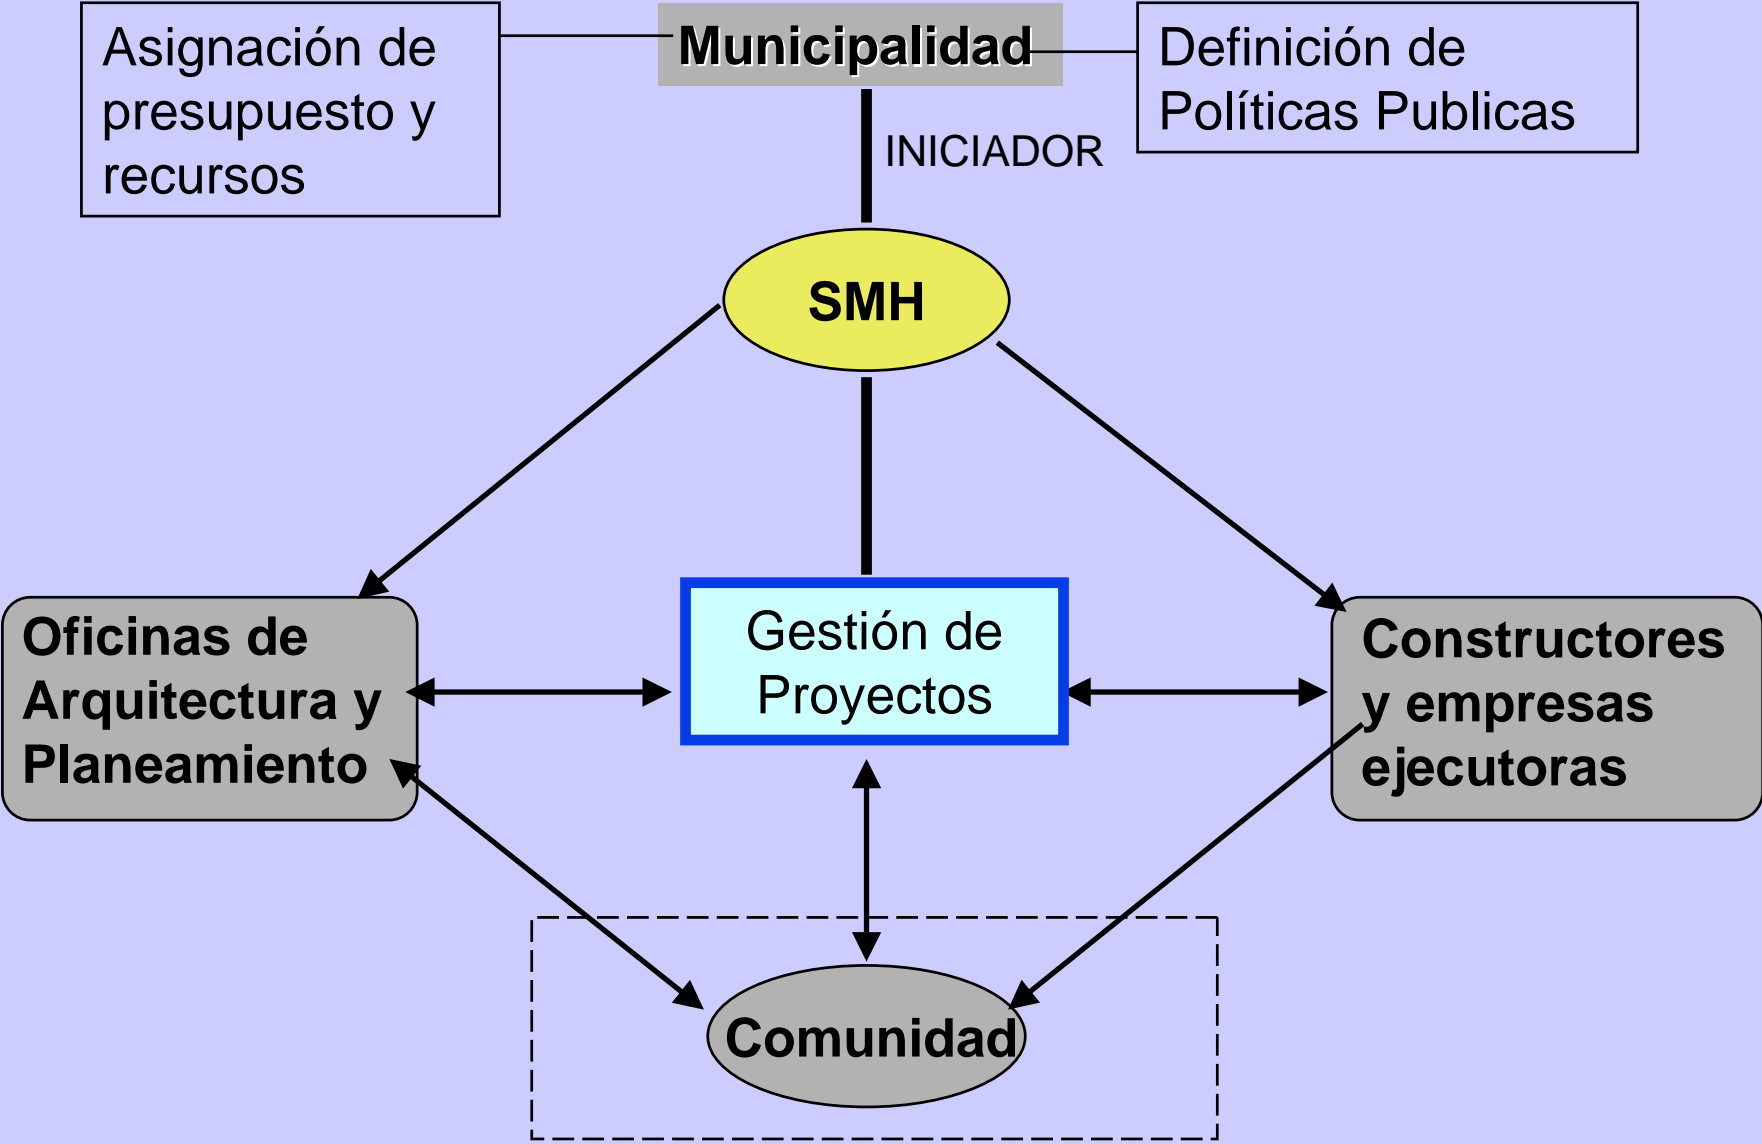 Asignación de
presupuesto y
recursos
Municipalidad
Definición de
Políticas Publicas
INICIADOR
SMH
Oficinas de
Arquitectura y
Planeamiento
Gestión de
Proyectos
Constructores
y empresas
ejecutoras
Comunidad